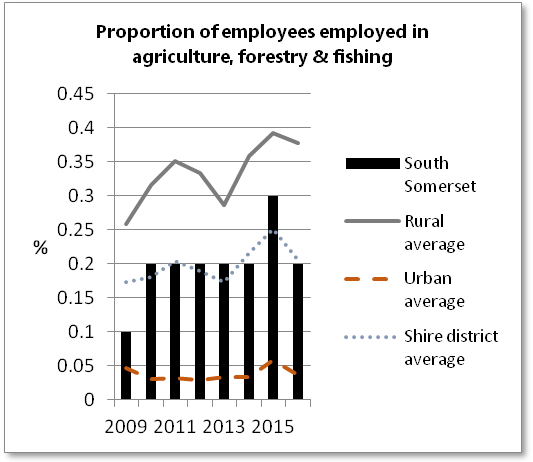 Proportion of employees employed in
agriculture, forestry & fishing
0.45
0.4
0.35
0.3
0.25
0.2
0.15
0.1
0.05
0
%
2009 2011 2013 2015
South
Somerset
Rural
average
Urban
average
Shire district
average